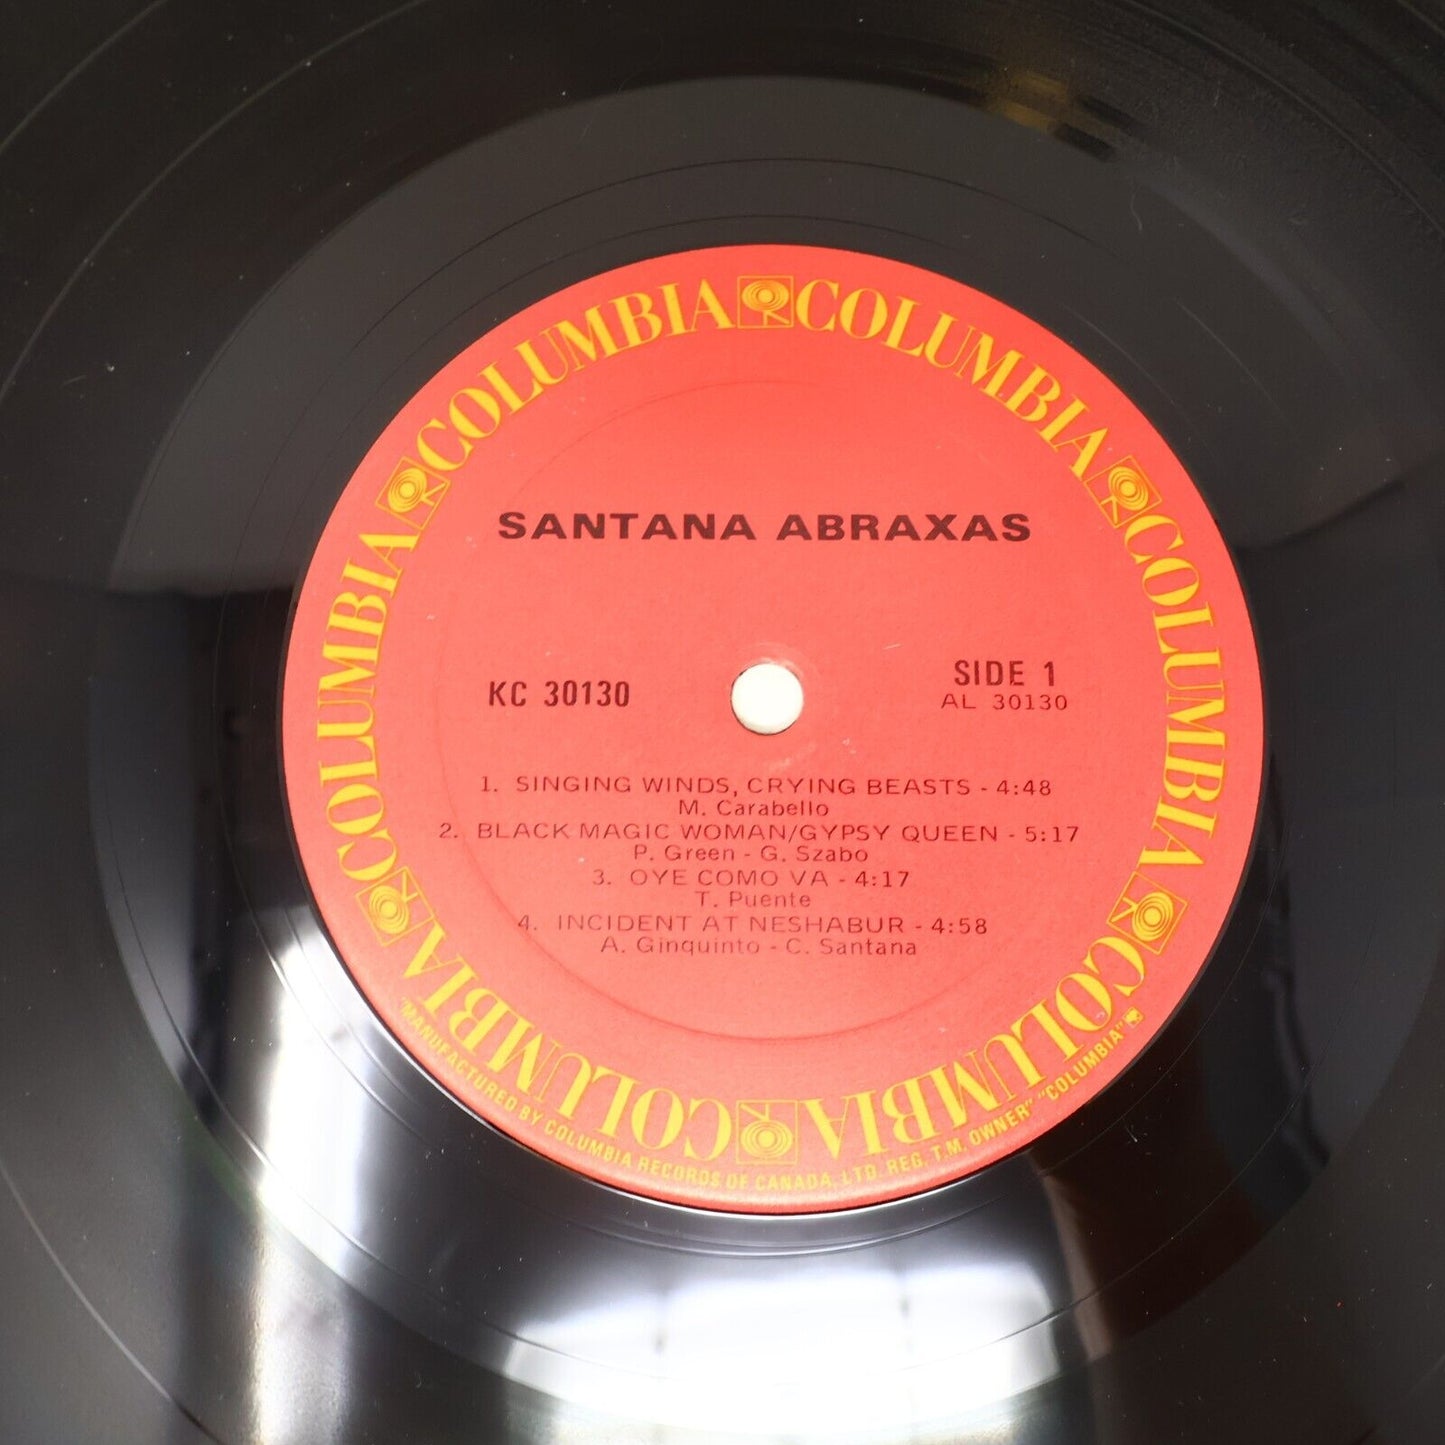 COLUMBIA COLUMBIA COLUMBIA COLUMBIA COLUMBIA COLUMBIA
SANTANA ABRAXAS
KC 30130
SIDE 1
AL 30130
1. SINGING WINDS, CRYING BEASTS - 4:48
M. Carabello
2. BLACK MAGIC WOMAN/GYPSY QUEEN - 5:17
P. Green - G. Szabo
3. OYE COMO VA - 4:17
T. Puente
4. INCIDENT AT NESHABUR - 4:58
A. Ginquinto - C. Santana
"MANUFACTURED BY COLUMBIA RECORDS OF CANADA, LTD. REG. T.M. OWNER" "COLUMBIA"